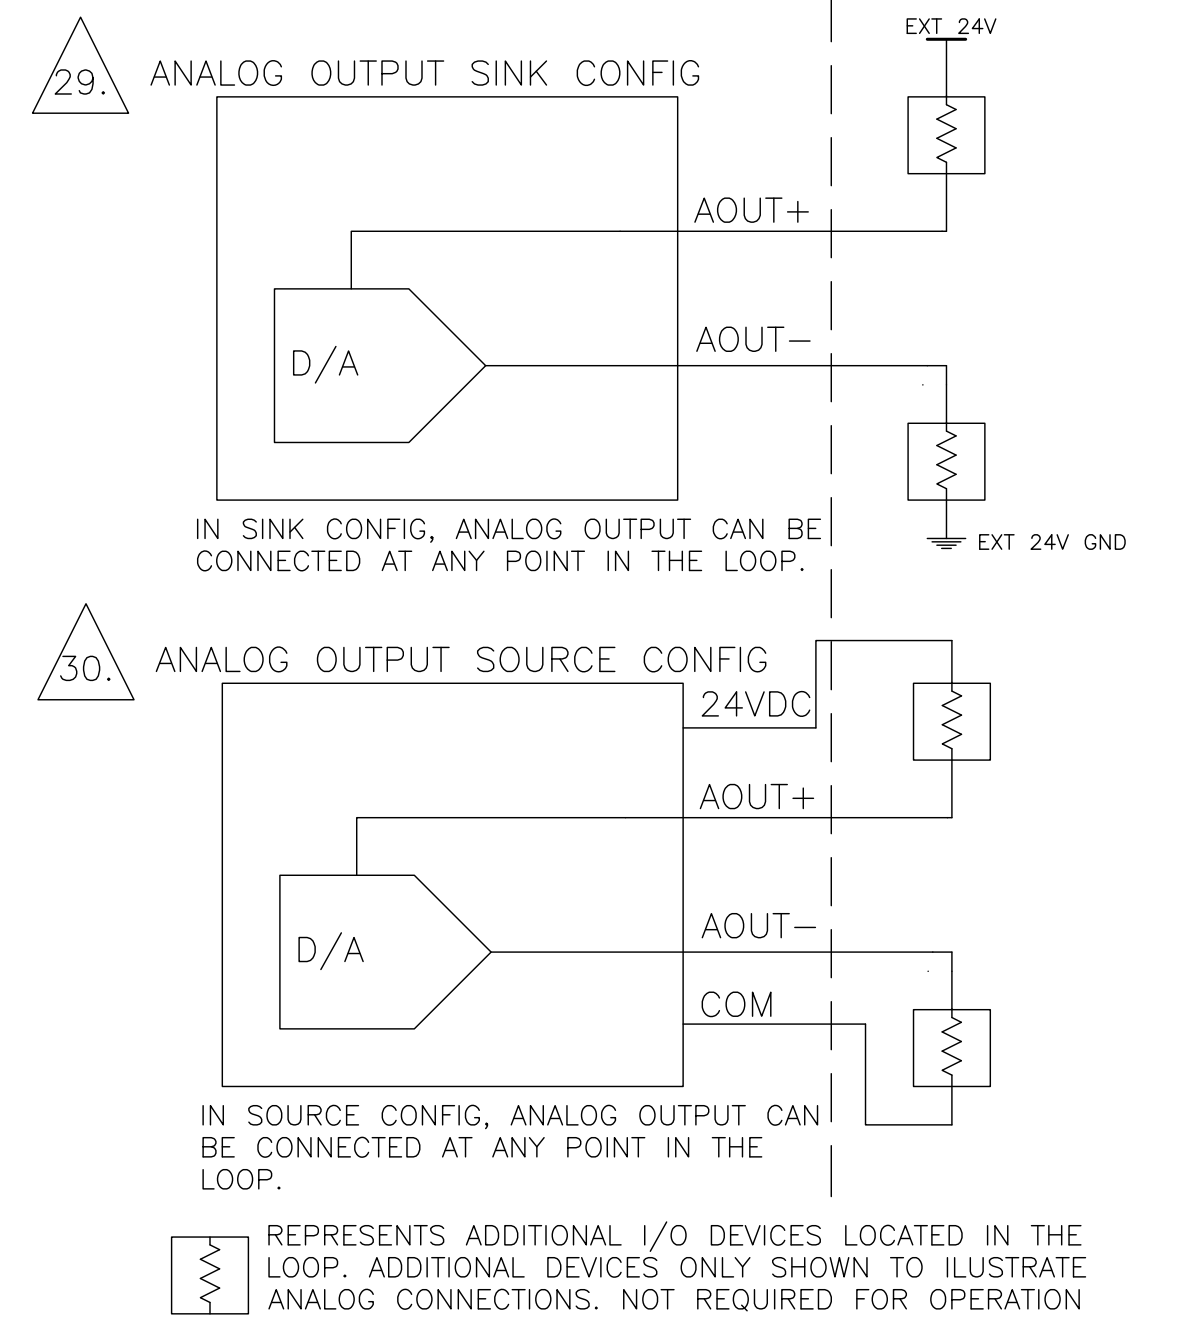 EXT 24V
29.
ANALOG OUTPUT SINK CONFIG
AOUT+
AOUT-
D/A
IN SINK CONFIG, ANALOG OUTPUT CAN BE
CONNECTED AT ANY POINT IN THE LOOP.
EXT 24V GND
30.
ANALOG OUTPUT SOURCE CONFIG
24VDC
AOUT+
AOUT-
D/A
COM
IN SOURCE CONFIG, ANALOG OUTPUT CAN
BE CONNECTED AT ANY POINT IN THE
LOOP.
REPRESENTS ADDITIONAL I/O DEVICES LOCATED IN THE
LOOP. ADDITIONAL DEVICES ONLY SHOWN TO ILUSTRATE
ANALOG CONNECTIONS. NOT REQUIRED FOR OPERATION